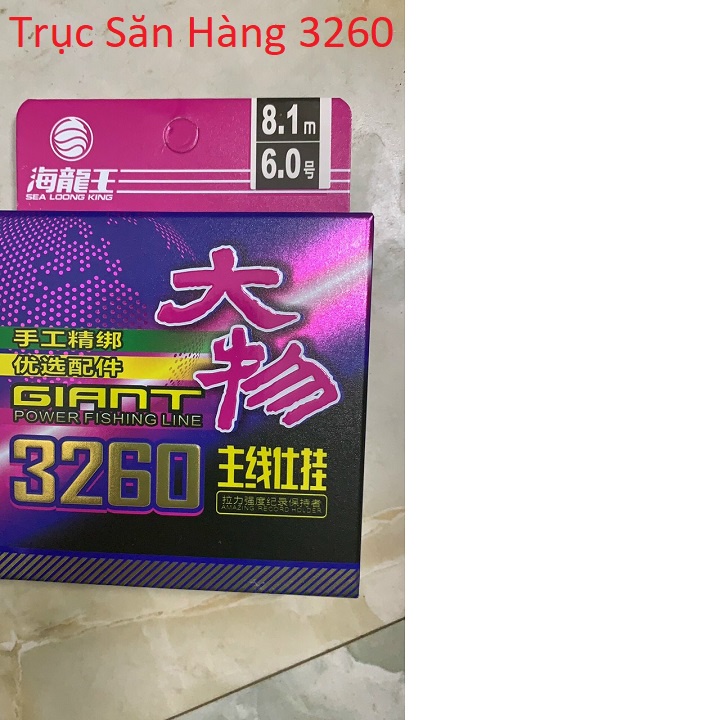 Trục Săn Hàng 3260
8.1m
6.0号
海龍王
SEA LOONG KING
大物
手工精绑
优选配件
GIANT
POWER FISHING LINE
3260
主线仕挂
拉力强度纪录保持者
AMAZING RECORD HOLDER